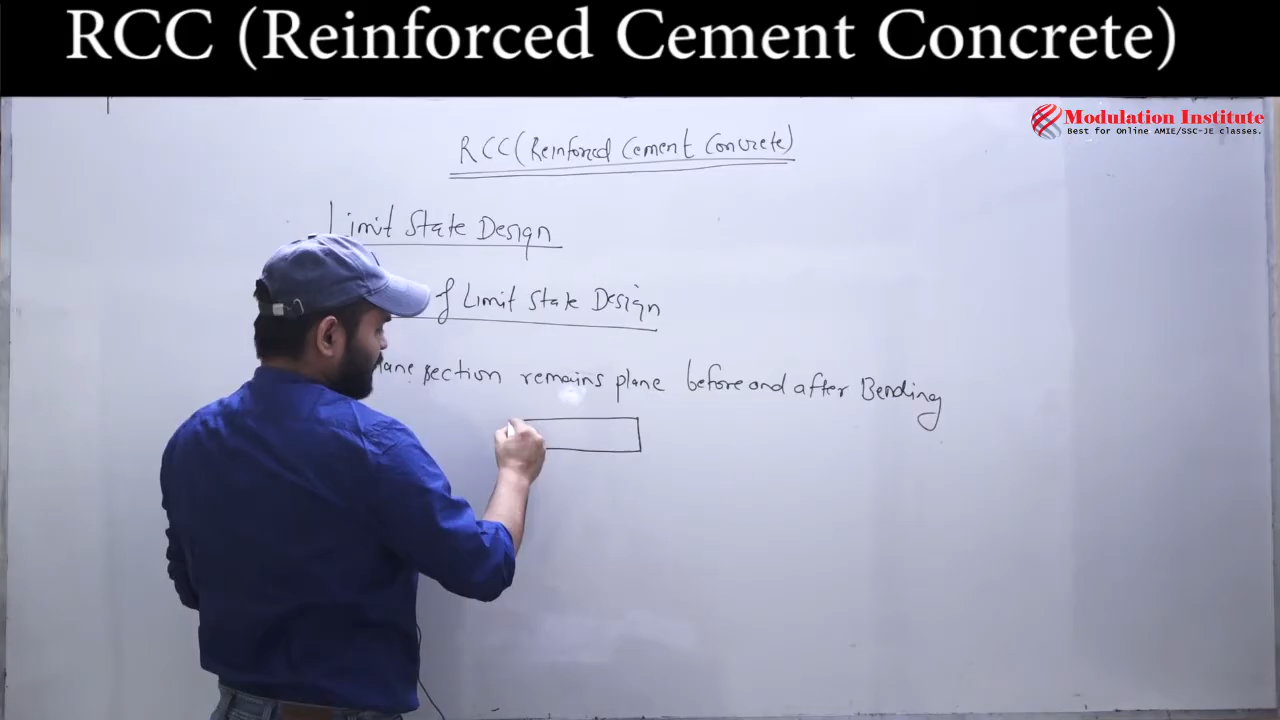 RCC (Reinforced Cement Concrete)
Modulation Institute
Best for Online AMIE/SSC-JE classes.
RCC (Reinforced Cement Concrete)
Limit State Design
of Limit State Design
section remains plane before and after Bending